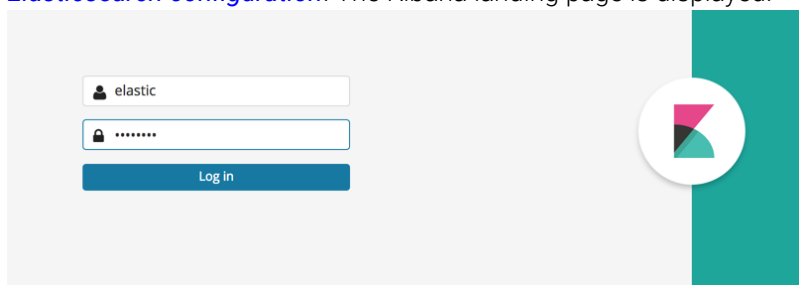 Elasticsearch configuration. The Kibana landing page is displayed.
elastic
••••••••
Log in